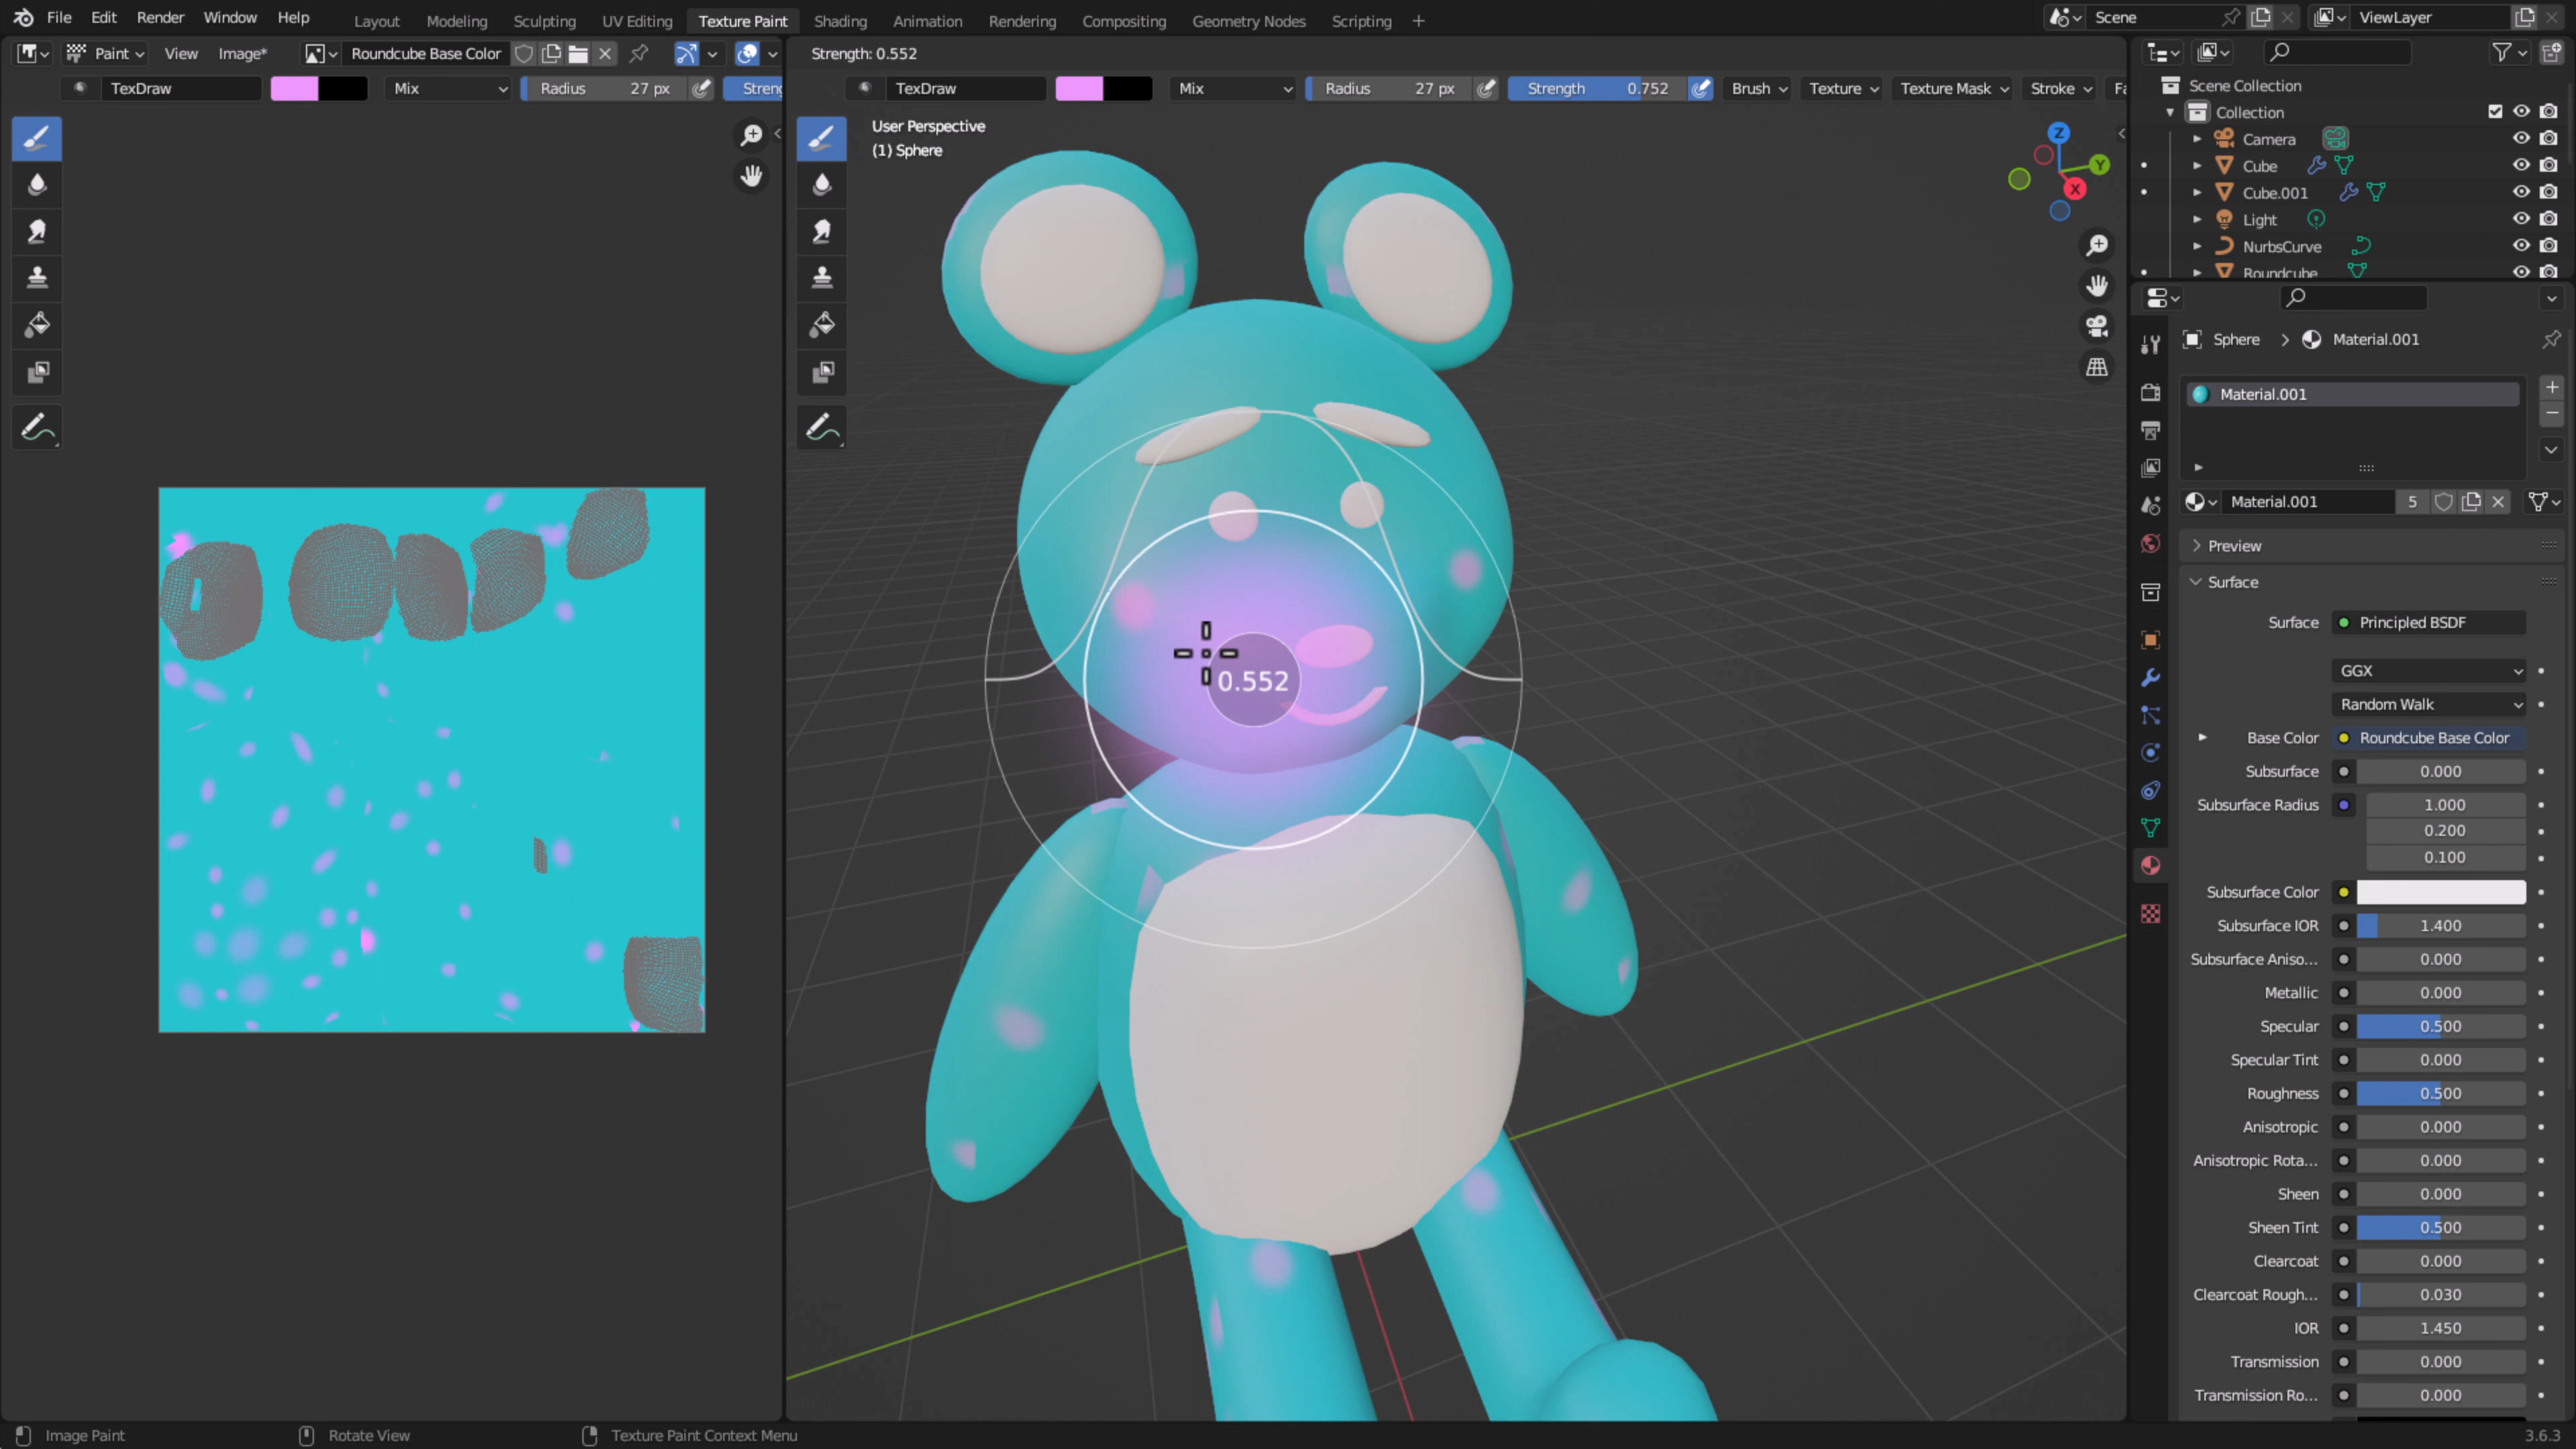 File Edit Render Window Help Layout Modeling Sculpting UV Editing Texture Paint Shading Animation Rendering Compositing Geometry Nodes Scripting + Scene ViewLayer
Paint View Image* Roundcube Base Color
Strength: 0.552
TexDraw Mix Radius 27 px Streng
TexDraw Mix Radius 27 px Strength 0.752 Brush Texture Texture Mask Stroke Fa
User Perspective
(1) Sphere
Z
Y
X
0.552
Scene Collection
Collection
Camera
Cube
Cube.001
Light
NurbsCurve
Roundcube
Sphere > Material.001
Material.001
Material.001 5
Preview
Surface
Surface Principled BSDF
GGX
Random Walk
Base Color Roundcube Base Color
Subsurface 0.000
Subsurface Radius 1.000
0.200
0.100
Subsurface Color
Subsurface IOR 1.400
Subsurface Aniso... 0.000
Metallic 0.000
Specular 0.500
Specular Tint 0.000
Roughness 0.500
Anisotropic 0.000
Anisotropic Rota... 0.000
Sheen 0.000
Sheen Tint 0.500
Clearcoat 0.000
Clearcoat Rough... 0.030
IOR 1.450
Transmission 0.000
Transmission Ro... 0.000
Image Paint Rotate View Texture Paint Context Menu 3.6.3